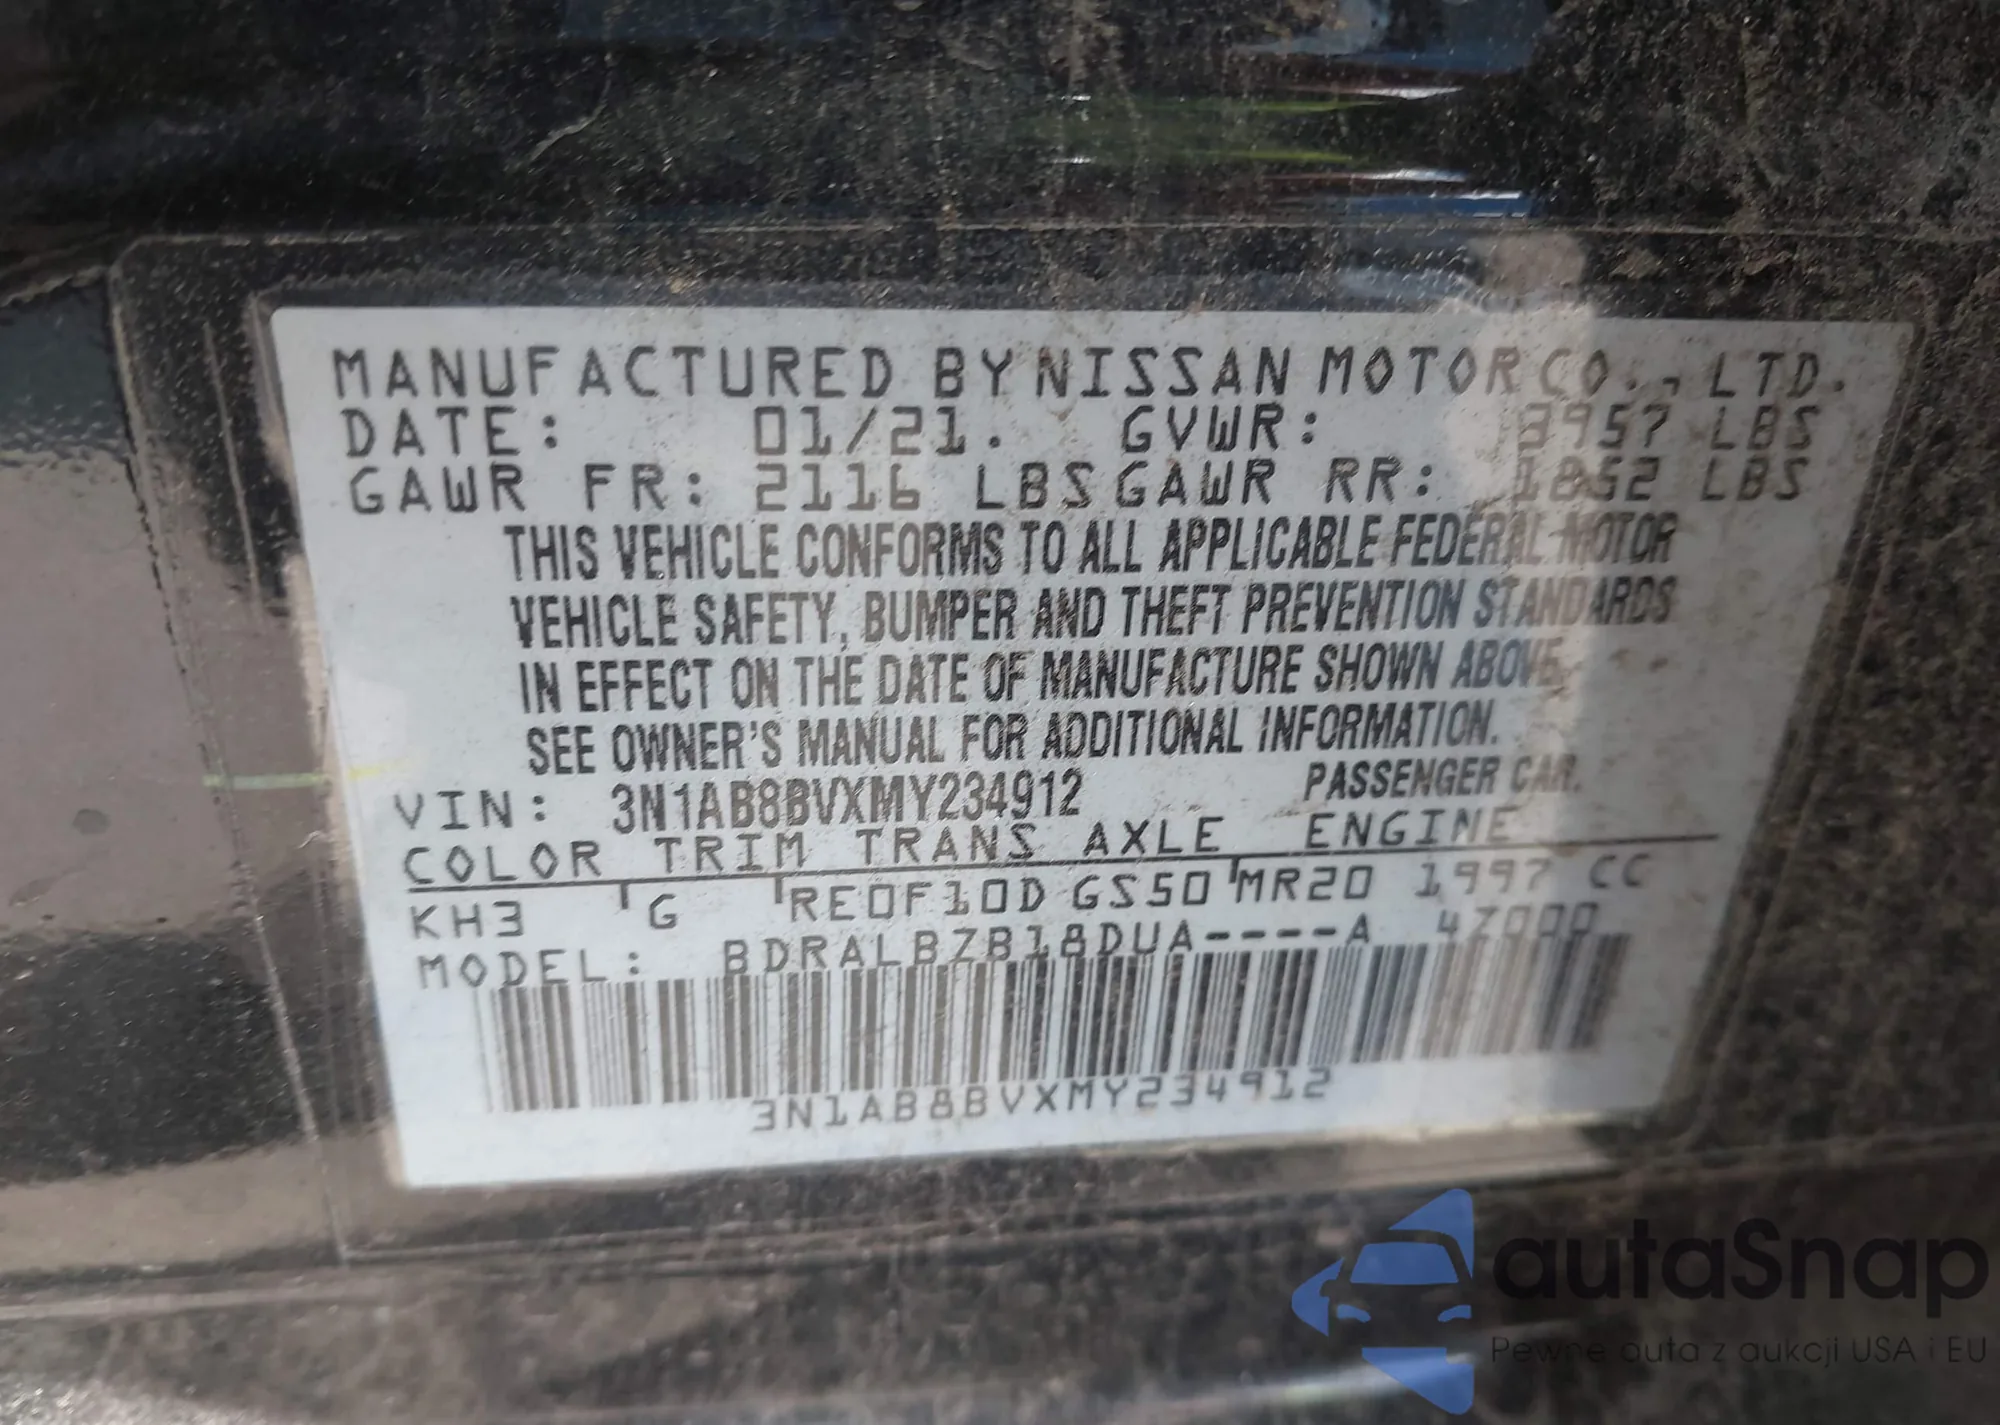 MANUFACTURED BY NISSAN MOTOR CO., LTD.
DATE: 01/21. GVWR: 3957 LBS
GAWR FR: 2116 LBS GAWR RR: 1852 LBS
THIS VEHICLE CONFORMS TO ALL APPLICABLE FEDERAL MOTOR
VEHICLE SAFETY, BUMPER AND THEFT PREVENTION STANDARDS
IN EFFECT ON THE DATE OF MANUFACTURE SHOWN ABOVE.
SEE OWNER'S MANUAL FOR ADDITIONAL INFORMATION.
VIN: 3N1AB8BVXMY234912 PASSENGER CAR.
COLOR TRIM TRANS AXLE ENGINE
KH3 G RE0F10D GS50 MR20 1997 CC
MODEL: BDRALBZB18DUA----A 47000
3N1AB8BVXMY234912
autaSnap
Pewne auta z aukcji USA i EU